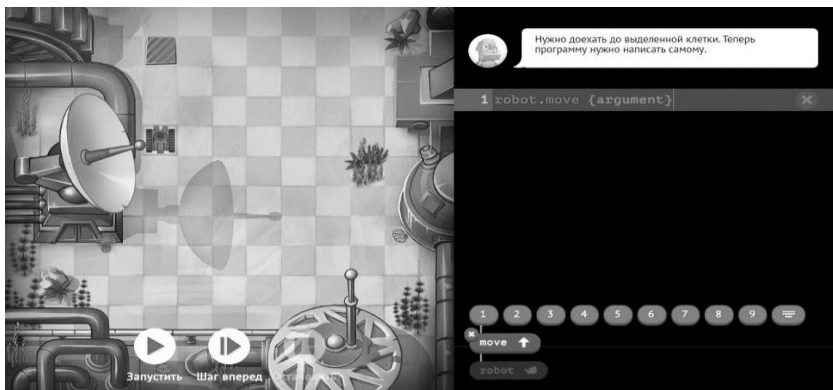 Нужно доехать до выделенной клетки. Теперь
программу нужно написать самому.
1 robot.move {argument}
1 2 3 4 5 6 7 8 9
move
robot
Запустить Шаг вперед